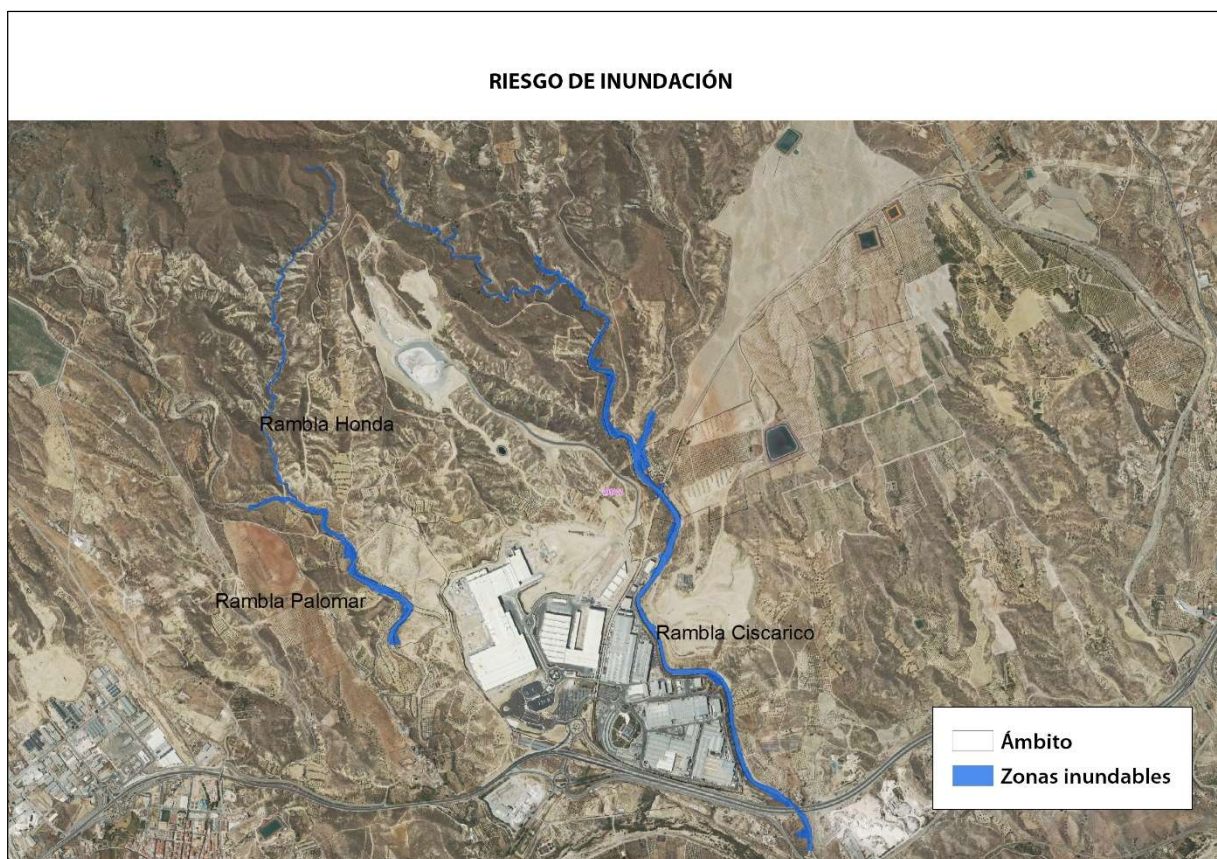 RIESGO DE INUNDACIÓN
Rambla Honda
Rambla Palomar
Rambla Ciscarico
Ámbito
Zonas inundables